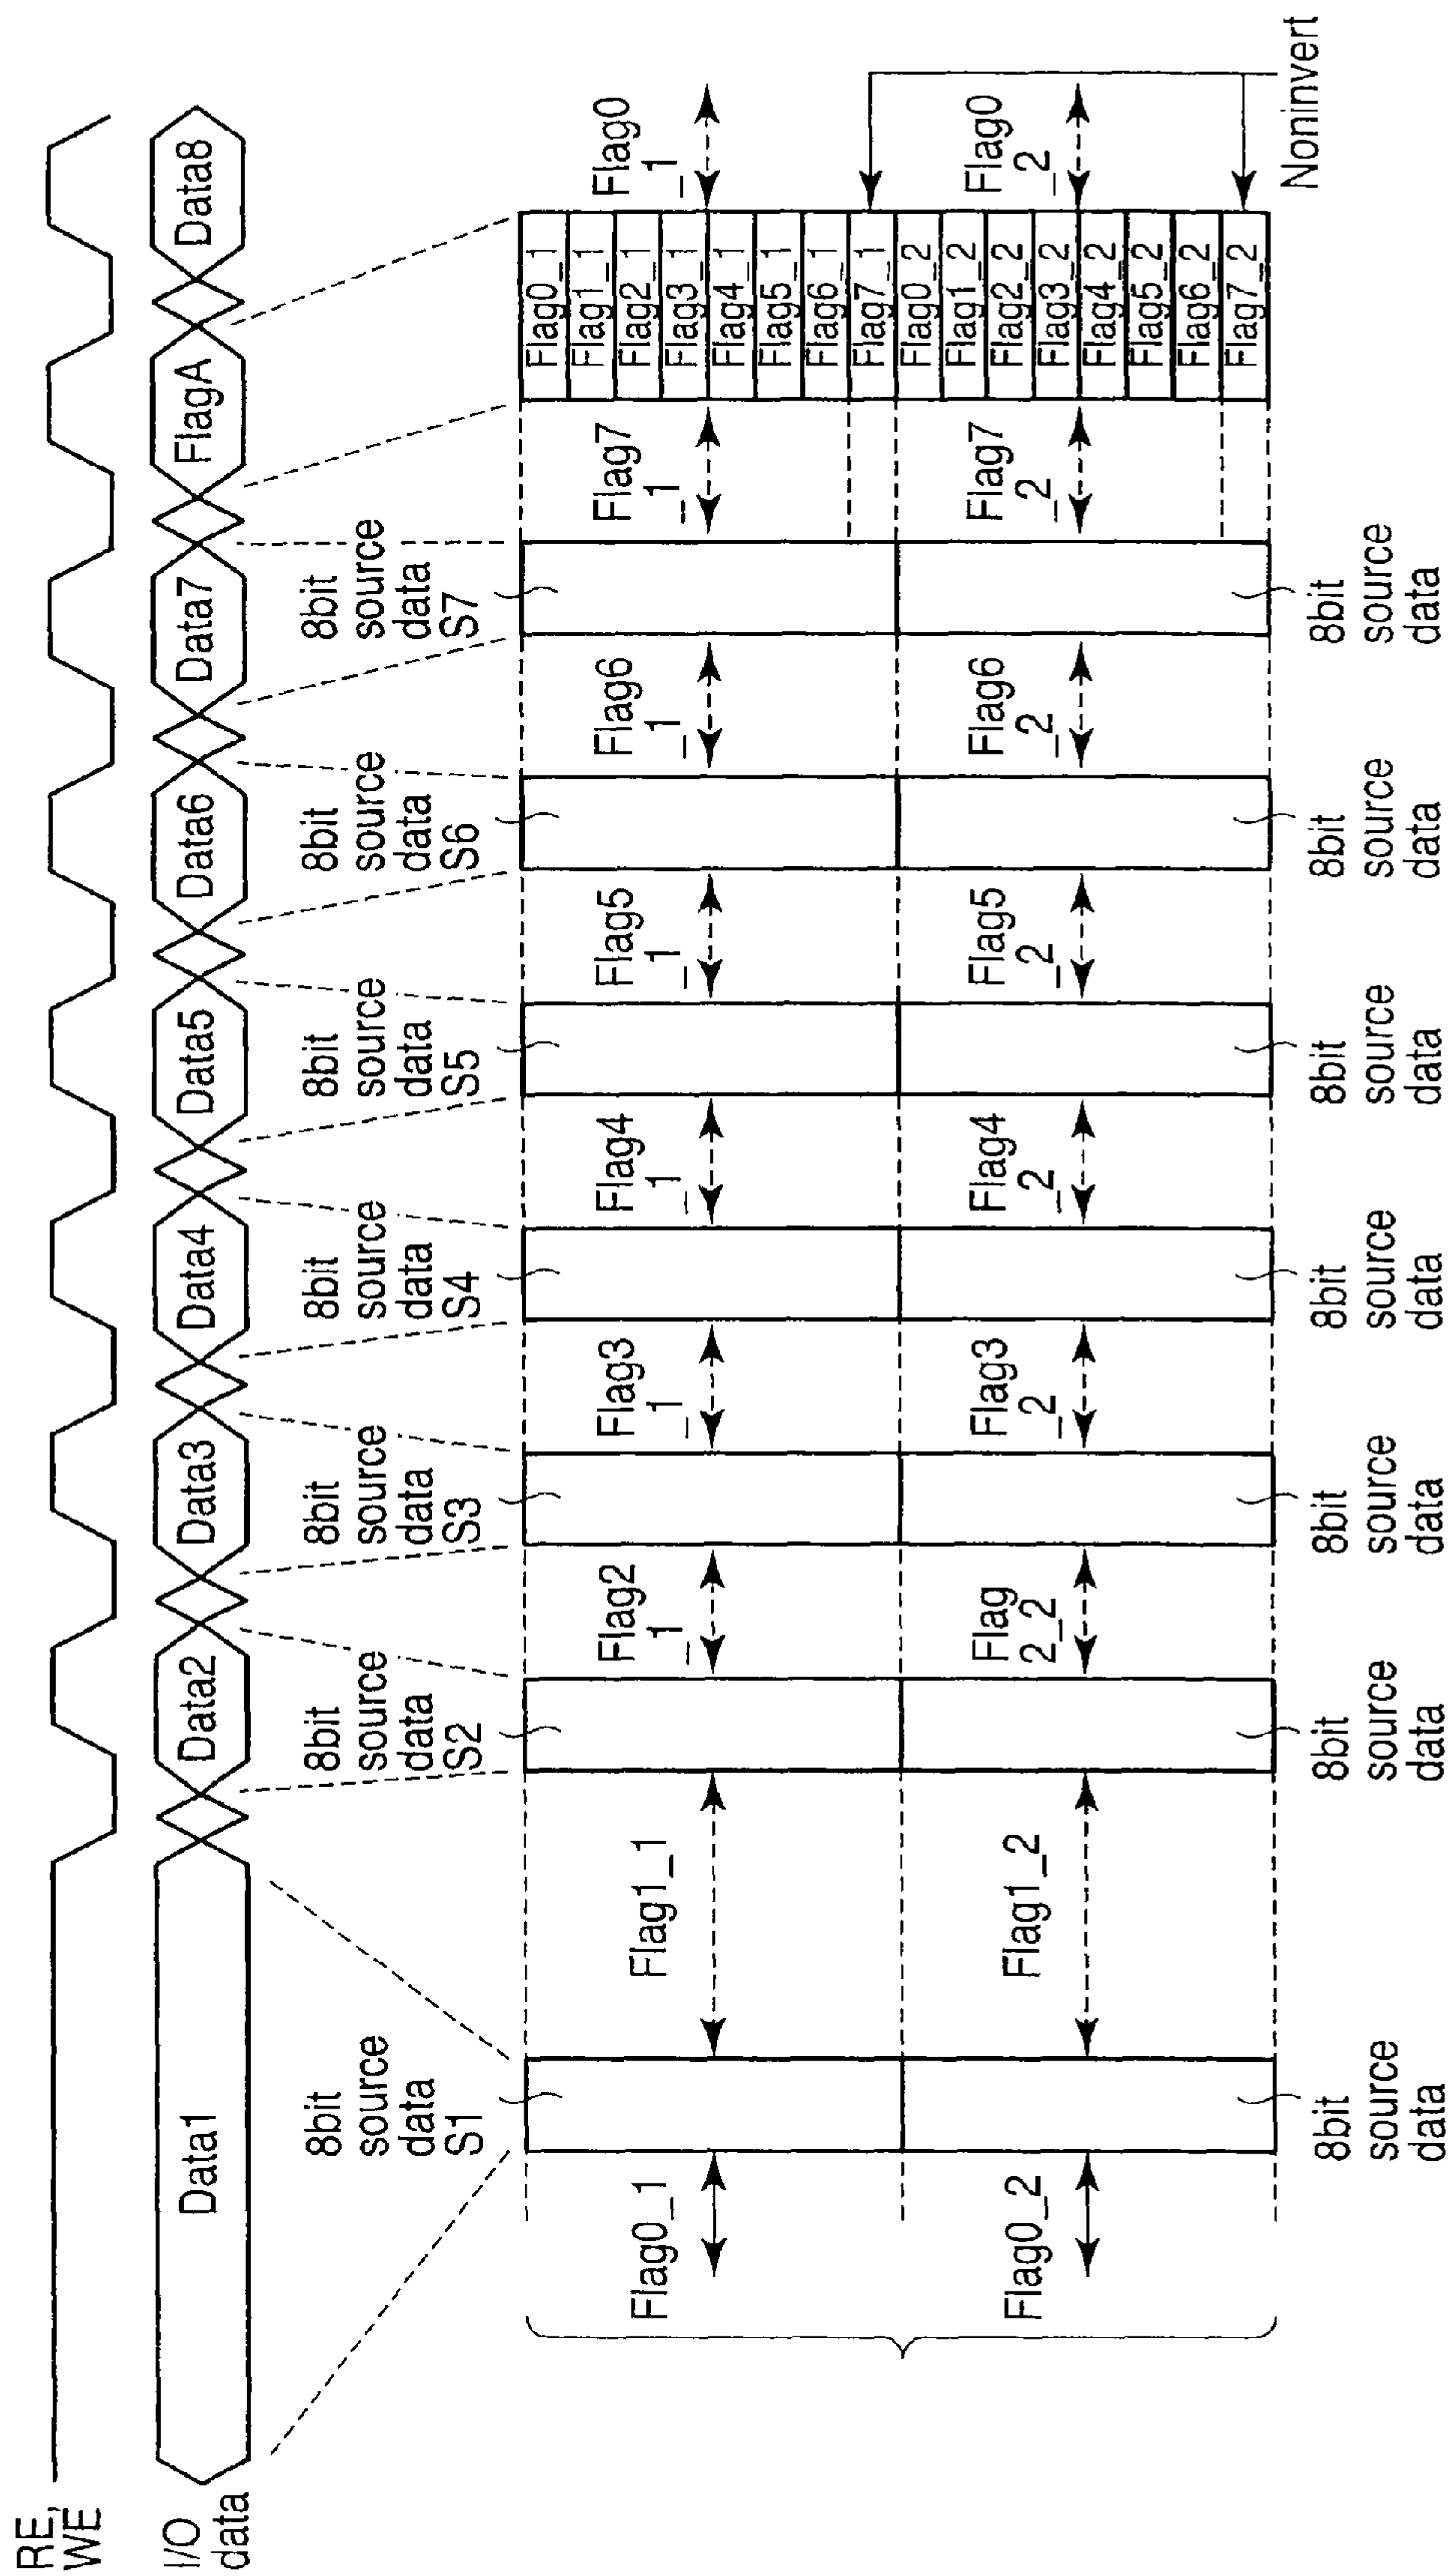 RE,
WE
I/O
data
Data1
Data2
Data3
Data4
Data5
Data6
Data7
FlagA
Data8
8bit
source
data
S1
8bit
source
data
S2
8bit
source
data
S3
8bit
source
data
S4
8bit
source
data
S5
8bit
source
data
S6
8bit
source
data
S7
Flag0_1
Flag1_1
Flag2
_1
Flag3
_1
Flag4
_1
Flag5
_1
Flag6
_1
Flag7
_1
Flag0
_1
Flag0_1
Flag1_1
Flag2_1
Flag3_1
Flag4_1
Flag5_1
Flag6_1
Flag7_1
Flag0_2
Flag1_2
Flag2_2
Flag3_2
Flag4_2
Flag5_2
Flag6_2
Flag7_2
Flag0_2
Flag1_2
Flag
2_2
Flag3
_2
Flag4
_2
Flag5
_2
Flag6
_2
Flag7
_2
Flag0
_2
Noninvert
8bit
source
data
8bit
source
data
8bit
source
data
8bit
source
data
8bit
source
data
8bit
source
data
8bit
source
data